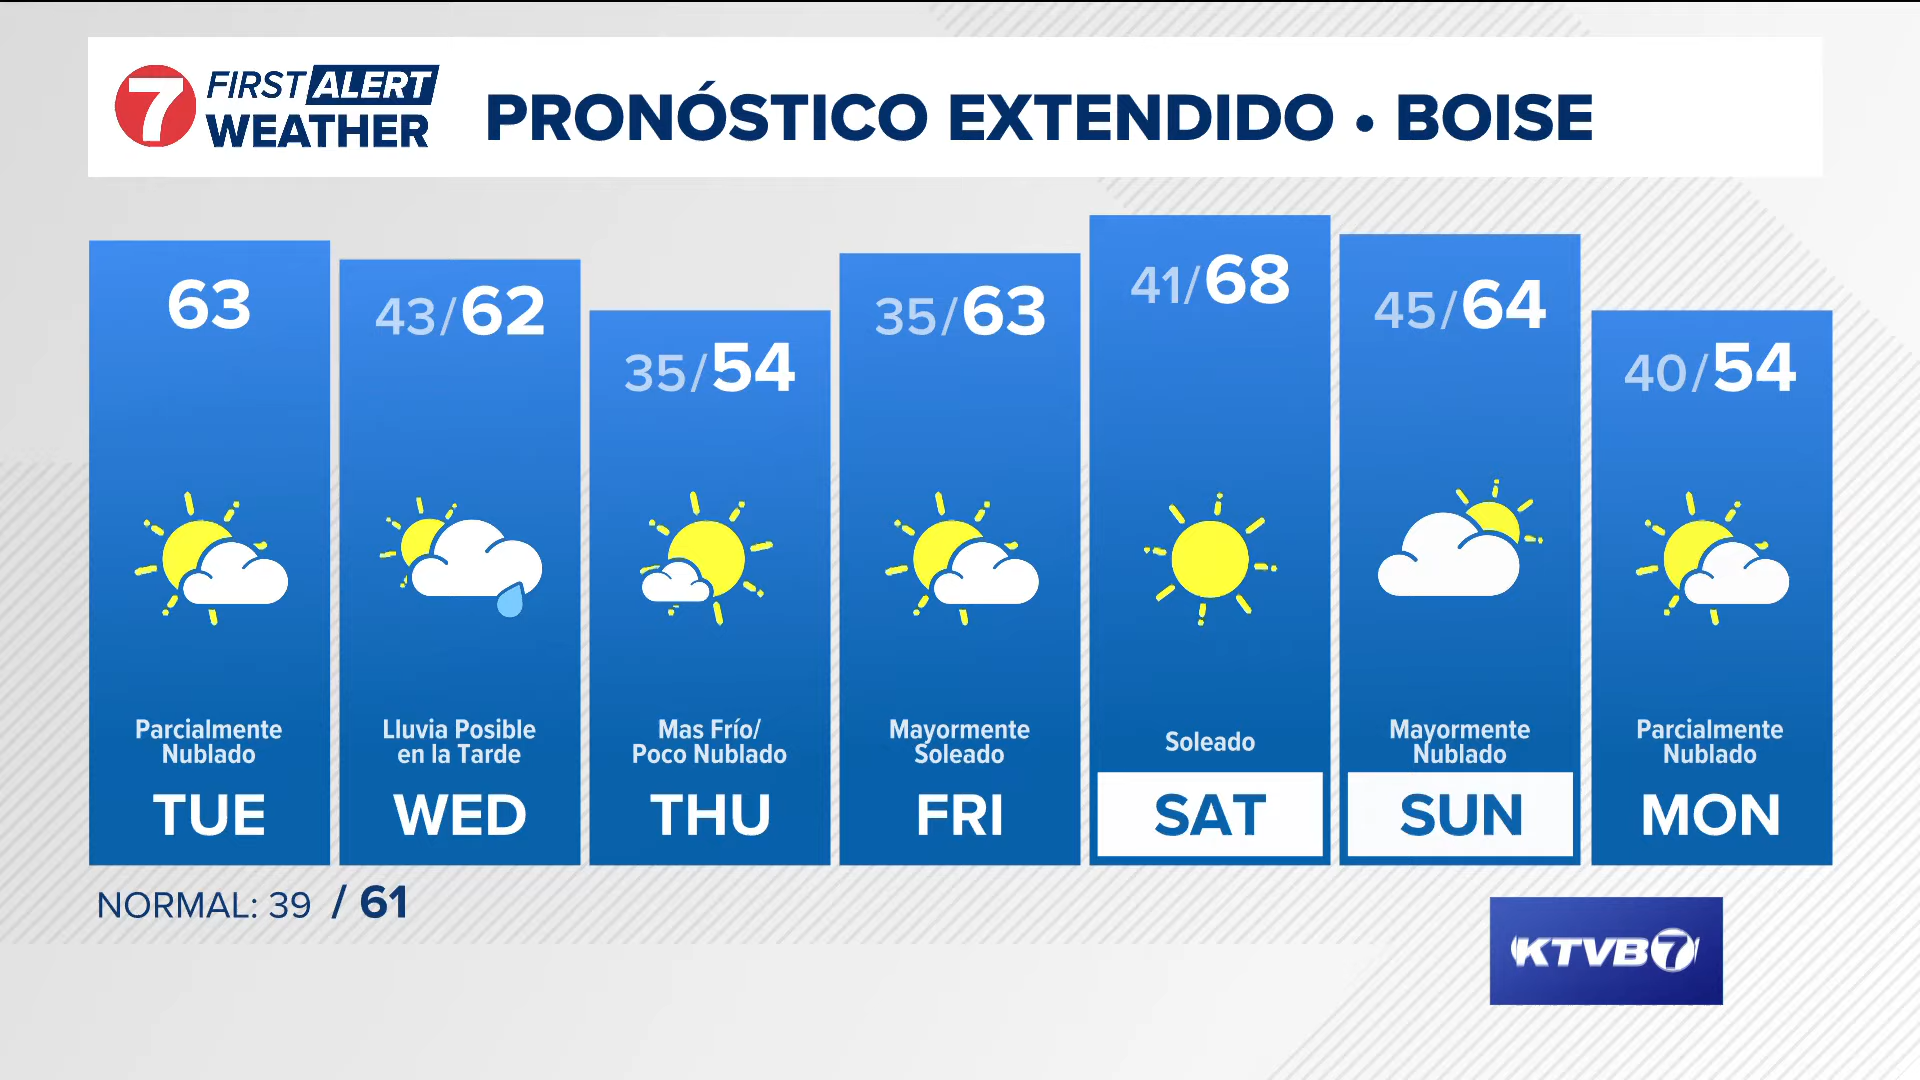 7 FIRST ALERT
WEATHER
PRONÓSTICO EXTENDIDO • BOISE
63
Parcialmente
Nublado
TUE
43/62
Lluvia Posible
en la Tarde
WED
35/54
Mas Frío/
Poco Nublado
THU
35/63
Mayormente
Soleado
FRI
41/68
Soleado
SAT
45/64
Mayormente
Nublado
SUN
40/54
Parcialmente
Nublado
MON
NORMAL: 39 / 61
KTVB7